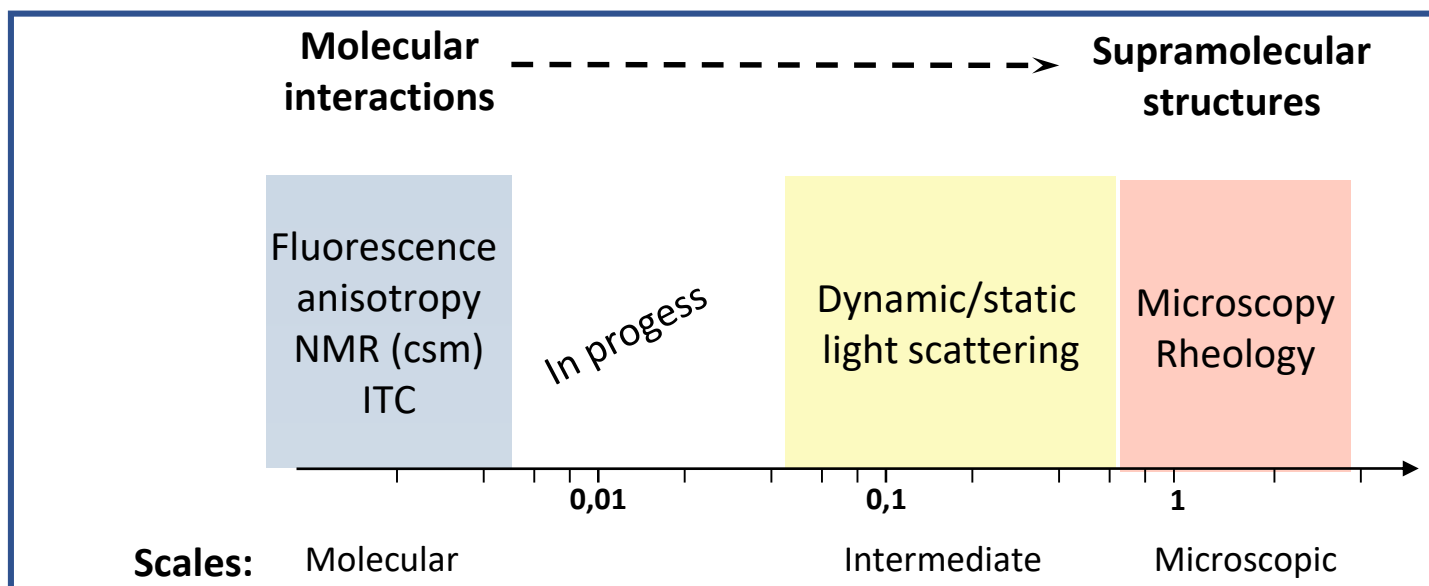 Molecular
interactions
Supramolecular
structures
Fluorescence
anisotropy
NMR (csm)
ITC
In progess
Dynamic/static
light scattering
Microscopy
Rheology
0,01 0,1 1
Scales: Molecular Intermediate Microscopic